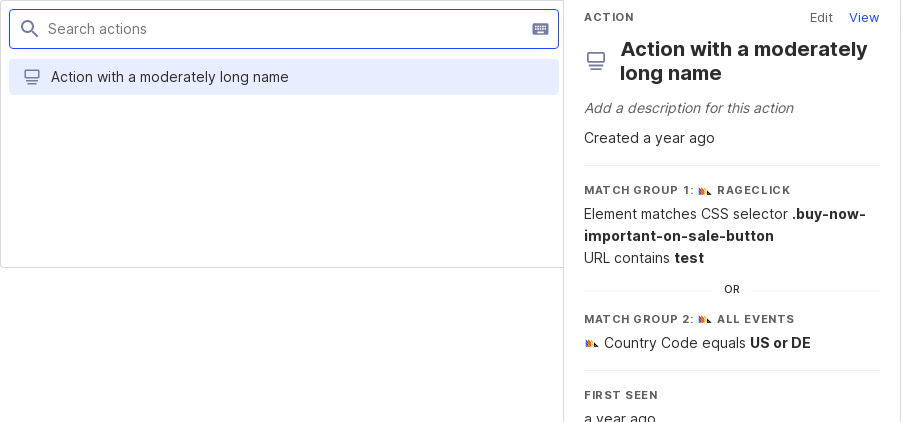 Search actions
Action with a moderately long name
ACTION
Edit
View
Action with a moderately
long name
Add a description for this action
Created a year ago
MATCH GROUP 1: RAGECLICK
Element matches CSS selector .buy-now-
important-on-sale-button
URL contains test
OR
MATCH GROUP 2: ALL EVENTS
Country Code equals US or DE
FIRST SEEN
a year ago